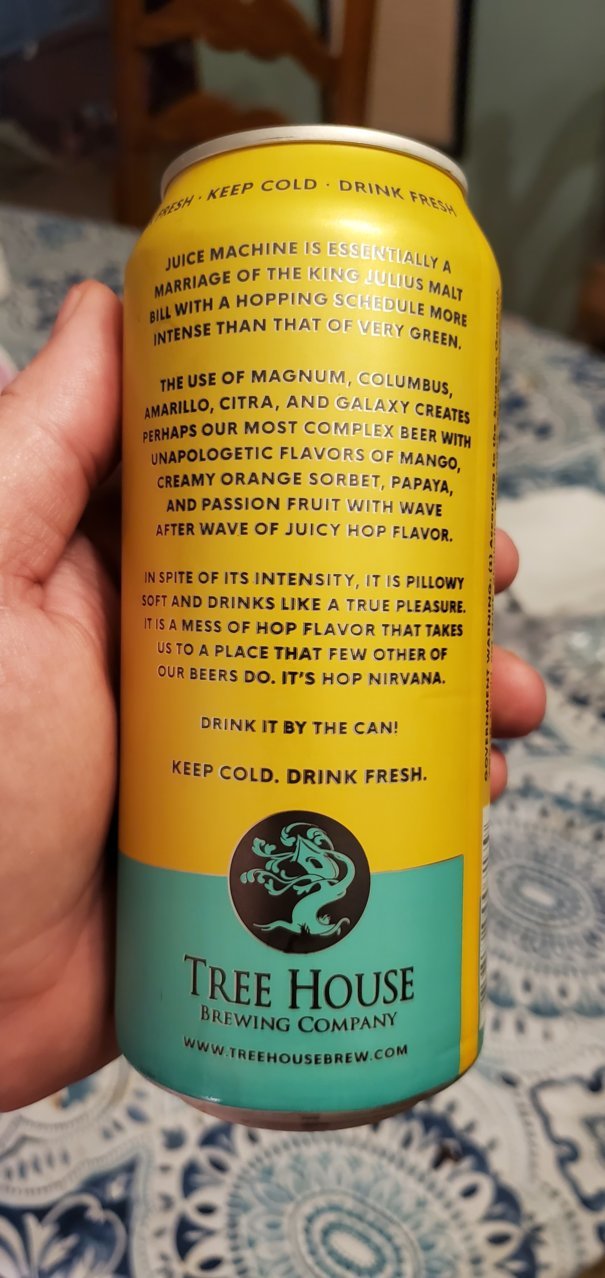 FRESH · KEEP COLD · DRINK FRESH
JUICE MACHINE IS ESSENTIALLY A
MARRIAGE OF THE KING JULIUS MALT
BILL WITH A HOPPING SCHEDULE MORE
INTENSE THAN THAT OF VERY GREEN.
THE USE OF MAGNUM, COLUMBUS,
AMARILLO, CITRA, AND GALAXY CREATES
PERHAPS OUR MOST COMPLEX BEER WITH
UNAPOLOGETIC FLAVORS OF MANGO,
CREAMY ORANGE SORBET, PAPAYA,
AND PASSION FRUIT WITH WAVE
AFTER WAVE OF JUICY HOP FLAVOR.
IN SPITE OF ITS INTENSITY, IT IS PILLOWY
SOFT AND DRINKS LIKE A TRUE PLEASURE.
IT IS A MESS OF HOP FLAVOR THAT TAKES
US TO A PLACE THAT FEW OTHER OF
OUR BEERS DO. IT'S HOP NIRVANA.
DRINK IT BY THE CAN!
KEEP COLD. DRINK FRESH.
TREE HOUSE
BREWING COMPANY
WWW.TREEHOUSEBREW.COM
GOVERNMENT WARNING: (1) According to the Surgeon General